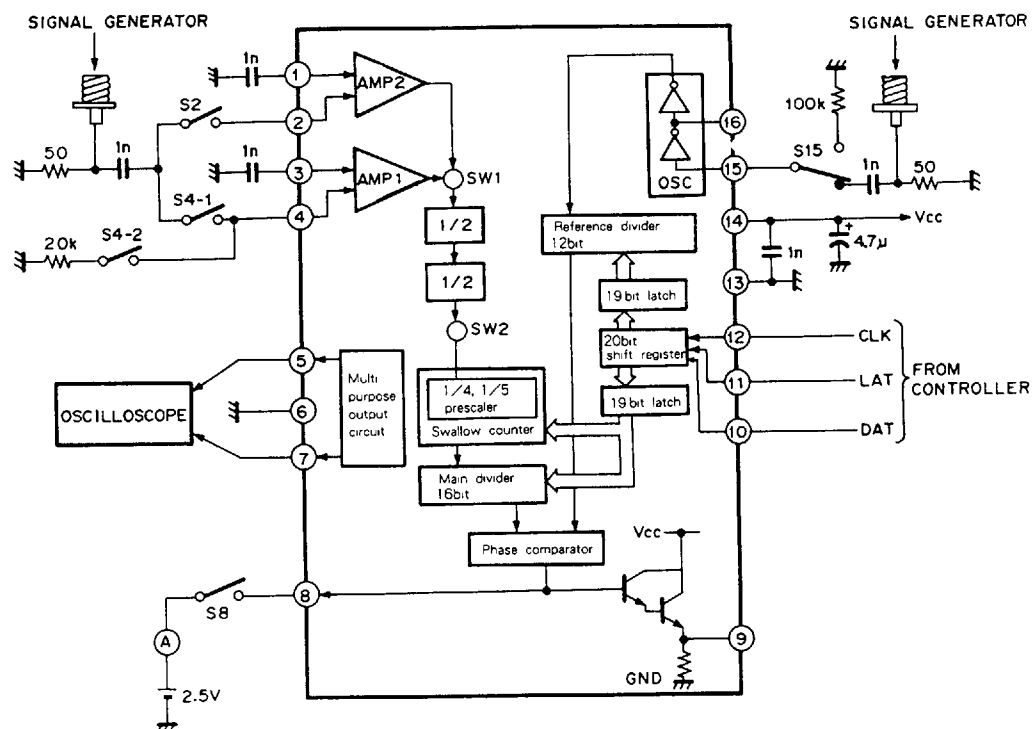 SIGNAL GENERATOR
SIGNAL GENERATOR
1n
1
AMP2
S2
2
16
100k
50
1n
1n
3
AMP1
SW1
OSC
15
S15
1n
50
S4-1
4
1/2
14
Vcc
20k
S4-2
Reference divider
12bit
1n
+
4.7μ
1/2
13
19bit latch
SW2
12
CLK
20bit
shift register
5
Multi
purpose
output
circuit
1/4, 1/5
prescaler
11
LAT
FROM
CONTROLLER
OSCILLOSCOPE
6
19bit latch
Swallow counter
10
DAT
7
Main divider
16bit
Vcc
Phase comparator
8
S8
9
A
GND
2.5V